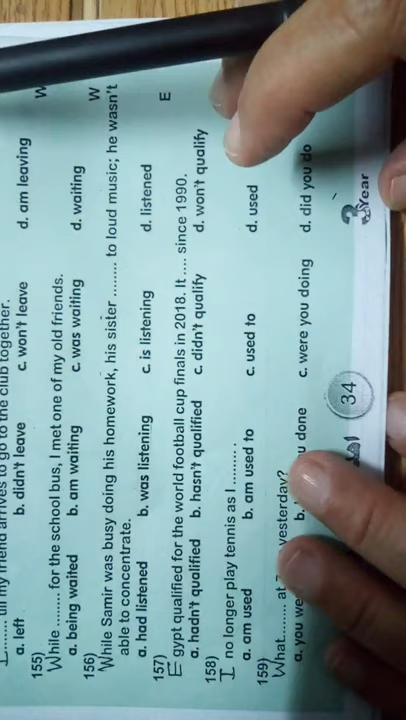 I......... till my friend arrives to go to the club together.
a. left b. didn't leave c. won't leave d. am leaving
155) W
While ......... for the school bus, I met one of my old friends.
a. being waited b. am waiting c. was waiting d. waiting
156) W
While Samir was busy doing his homework, his sister ......... to loud music; he wasn't
able to concentrate.
a. had listened b. was listening c. is listening d. listened
157) E
Egypt qualified for the world football cup finals in 2018. It .... since 1990.
a. hadn't qualified b. hasn't qualified c. didn't qualify d. won't qualify
158)
I no longer play tennis as I ..........
a. am used b. am used to c. used to d. used
159)
What........ at yesterday?
a. you we b. u done c. were you doing d. did you do
34
3 Year